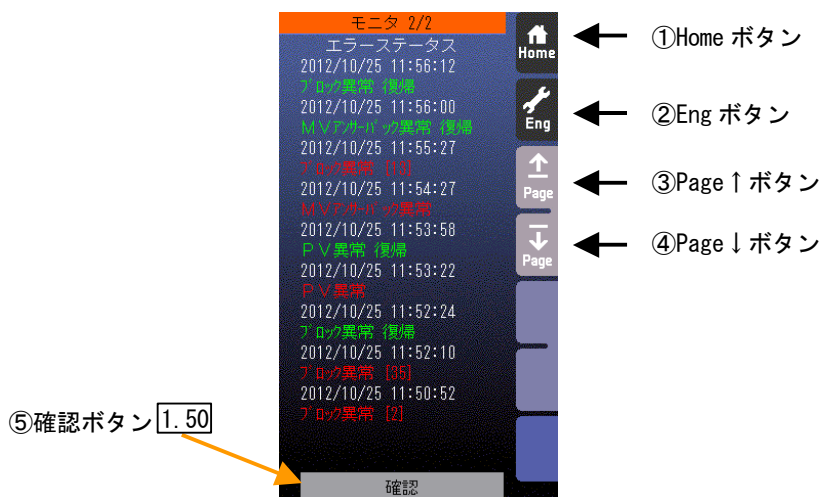 モニタ 2/2
エラーステータス
2012/10/25 11:56:12
ブロック異常 復帰
2012/10/25 11:56:00
MVアンサーバック異常 復帰
2012/10/25 11:55:27
ブロック異常 [13]
2012/10/25 11:54:27
MVアンサーバック異常
2012/10/25 11:53:58
PV異常 復帰
2012/10/25 11:53:22
PV異常
2012/10/25 11:52:24
ブロック異常 復帰
2012/10/25 11:52:10
ブロック異常 [35]
2012/10/25 11:50:52
ブロック異常 [2]
確認
Home
Eng
Page
Page
①Home ボタン
②Eng ボタン
③Page↑ボタン
④Page↓ボタン
⑤確認ボタン 1.50